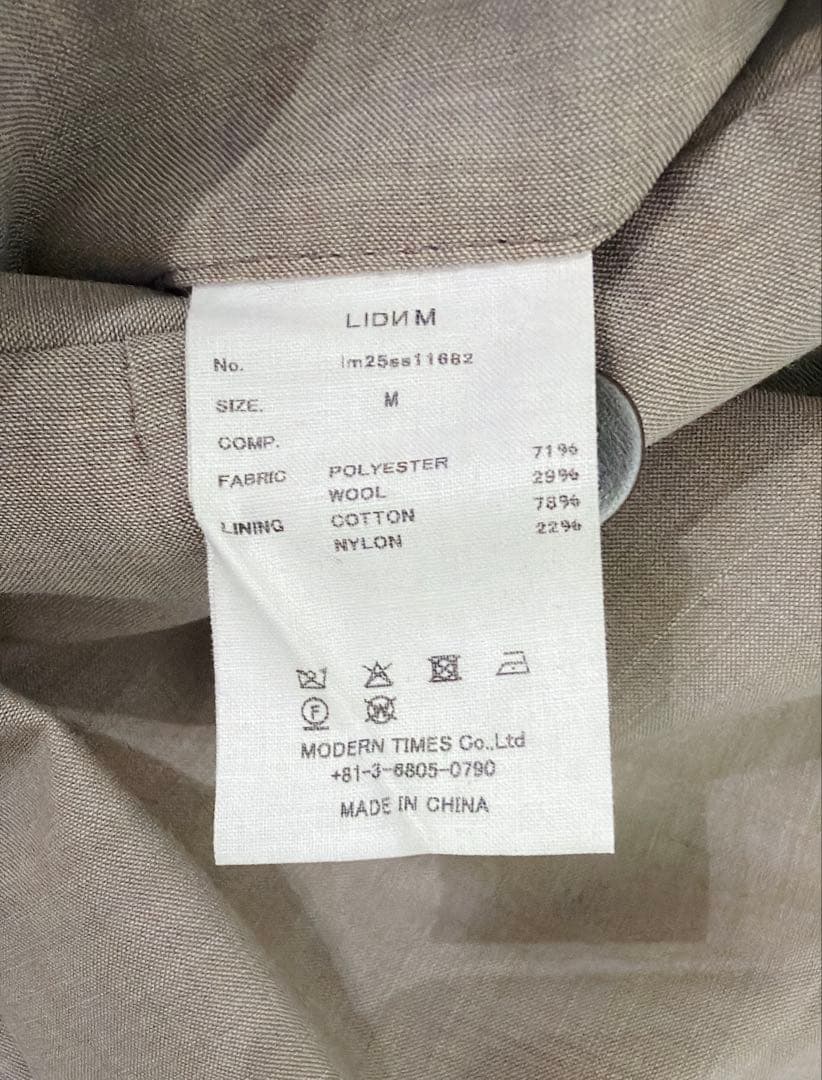 LIDИM
No. lm25ss11682
SIZE. M
COMP.
FABRIC POLYESTER 71%
WOOL 29%
LINING COTTON 78%
NYLON 22%
F W
MODERN TIMES Co.,Ltd
+81-3-6805-0790
MADE IN CHINA